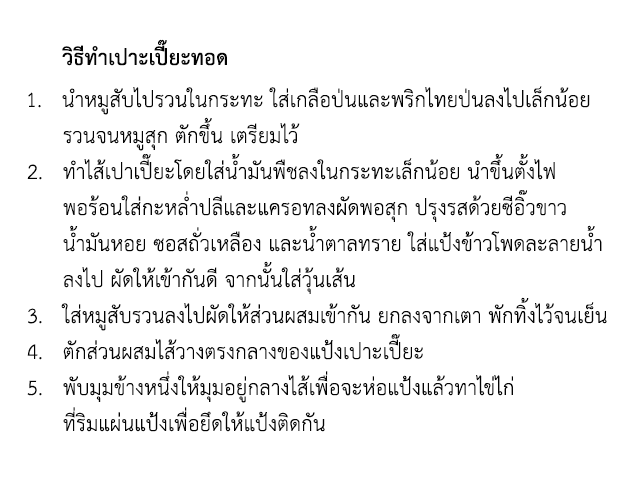 วิธีทำเปาะเปี๊ยะทอด
1. นำหมูสับไปรวนในกระทะ ใส่เกลือป่นและพริกไทยป่นลงไปเล็กน้อย
รวนจนหมูสุก ตักขึ้น เตรียมไว้
2. ทำไส้เปาเปี๊ยะโดยใส่น้ำมันพืชลงในกระทะเล็กน้อย นำขึ้นตั้งไฟ
พอร้อนใส่กะหล่ำปลีและแครอทลงผัดพอสุก ปรุงรสด้วยซีอิ๊วขาว
น้ำมันหอย ซอสถั่วเหลือง และน้ำตาลทราย ใส่แป้งข้าวโพดละลายน้ำ
ลงไป ผัดให้เข้ากันดี จากนั้นใส่วุ้นเส้น
3. ใส่หมูสับรวนลงไปผัดให้ส่วนผสมเข้ากัน ยกลงจากเตา พักทิ้งไว้จนเย็น
4. ตักส่วนผสมไส้วางตรงกลางของแป้งเปาะเปี๊ยะ
5. พับมุมข้างหนึ่งให้มุมอยู่กลางไส้เพื่อจะห่อแป้งแล้วทาไข่ไก่
ที่ริมแผ่นแป้งเพื่อยึดให้แป้งติดกัน